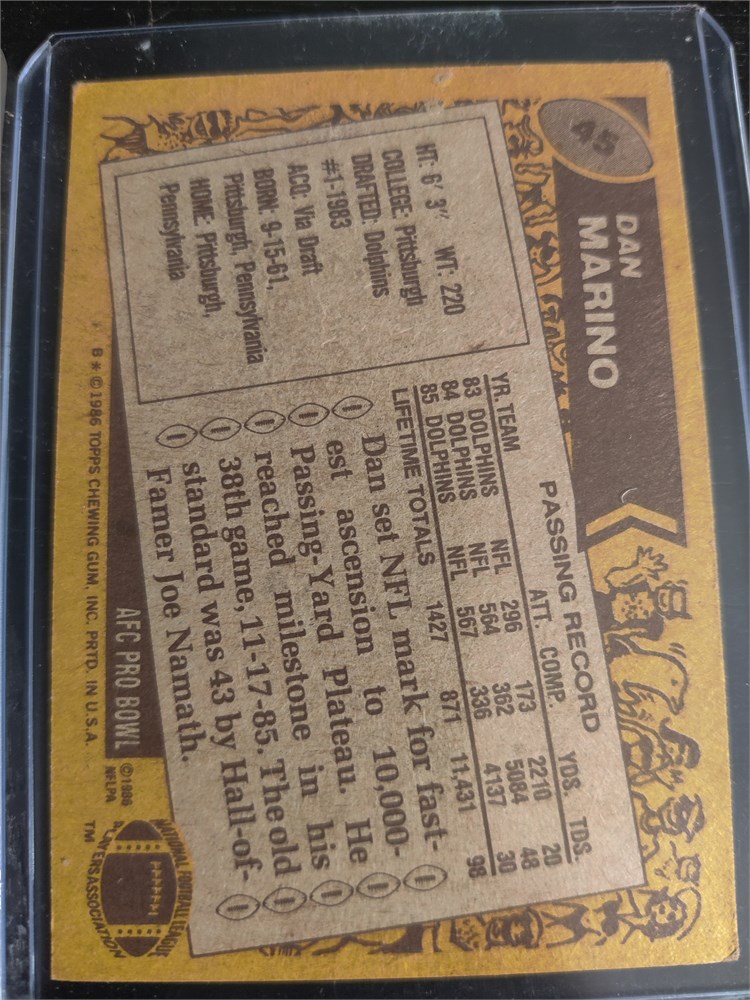 45
DAN
MARINO
HT: 6' 3" WT: 220
COLLEGE: Pittsburgh
DRAFTED: Dolphins
#1-1983
ACQ: Via Draft
BORN: 9-15-61,
Pittsburgh, Pennsylvania
HOME: Pittsburgh,
Pennsylvania
PASSING RECORD
YR. TEAM ATT. COMP. YDS. TDS.
83 DOLPHINS NFL 296 173 2210 20
84 DOLPHINS NFL 564 362 5084 48
85 DOLPHINS NFL 567 336 4137 30
LIFETIME TOTALS 1427 871 11,431 98
Dan set NFL mark for fast-
est ascension to 10,000-
Passing-Yard Plateau. He
reached milestone in his
38th game, 11-17-85. The old
standard was 43 by Hall-of-
Famer Joe Namath.
AFC PRO BOWL
B* © 1986 TOPPS CHEWING GUM, INC. PRTD. IN U.S.A.
© 1986
NFLPA
TM
NATIONAL FOOTBALL LEAGUE
PLAYERS ASSOCIATION